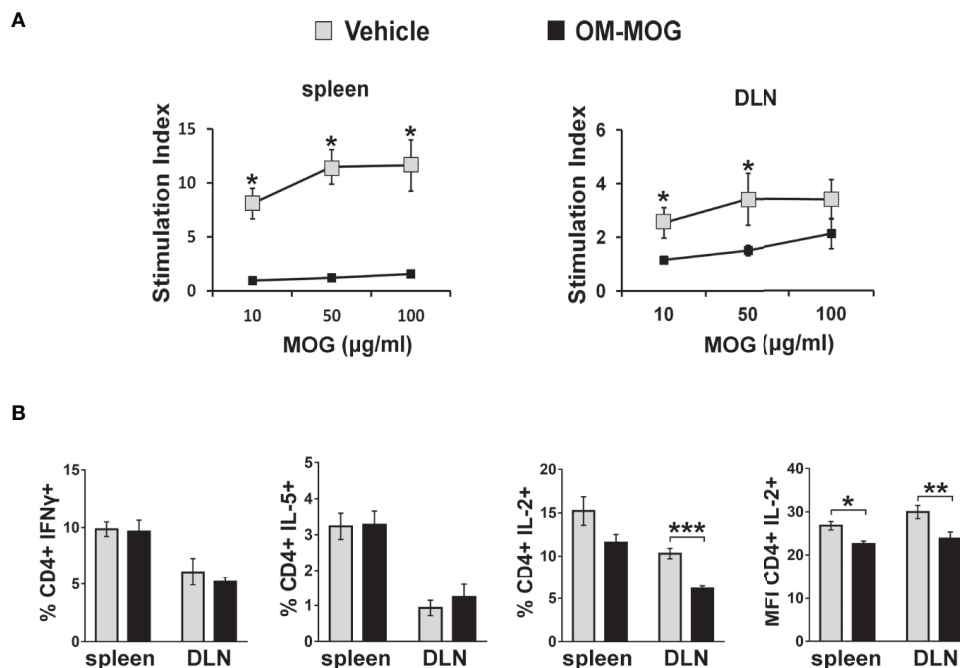 A
Vehicle OM-MOG
spleen
Stimulation Index
15
10
5
0
* * *
10 50 100
MOG (µg/ml)
DLN
Stimulation Index
6
4
2
0
* *
10 50 100
MOG (µg/ml)
B
% CD4+ IFNγ+
15
10
5
0
spleen DLN
% CD4+ IL-5+
5
4
3
2
1
0
spleen DLN
% CD4+ IL-2+
20
15
10
5
0
***
spleen DLN
MFI CD4+ IL-2+
40
30
20
10
0
* **
spleen DLN